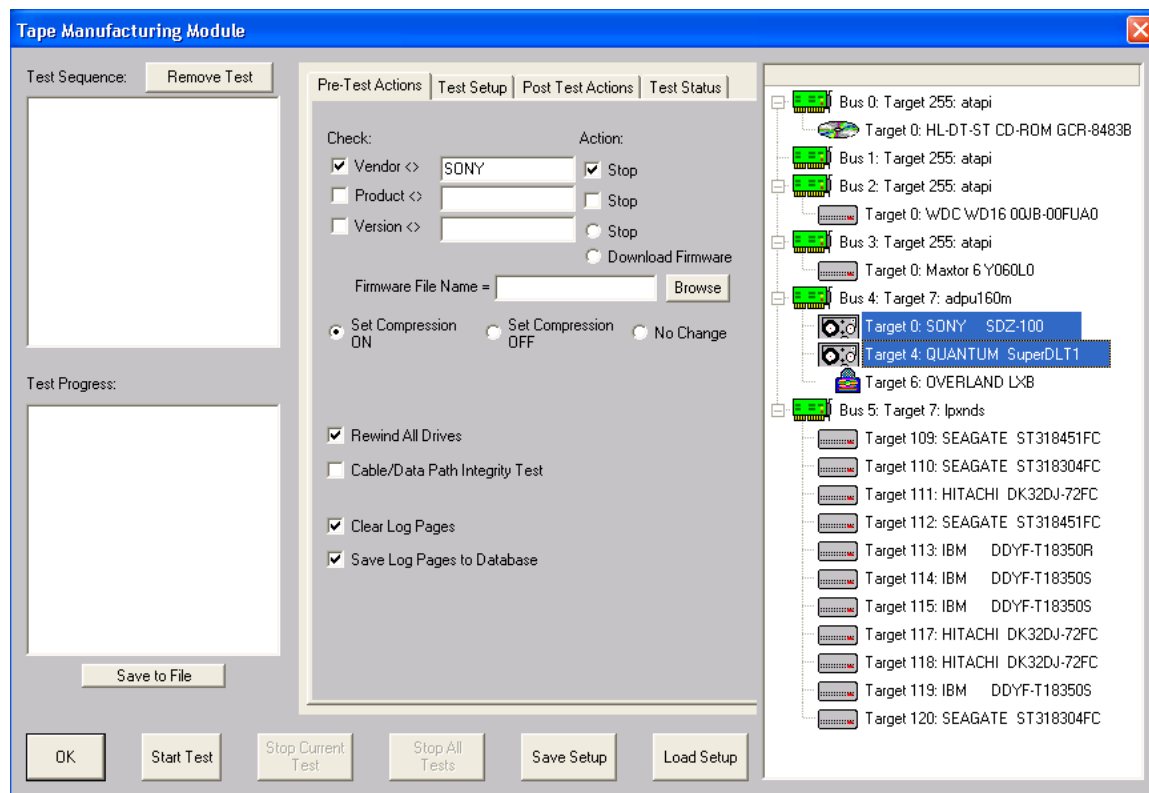 Tape Manufacturing Module
Test Sequence:
Remove Test
Test Progress:
Save to File
Pre-Test Actions
Test Setup
Post Test Actions
Test Status
Check:
Action:
Vendor <>
SONY
Stop
Product <>
Stop
Version <>
Stop
Download Firmware
Firmware File Name =
Browse
Set Compression
ON
Set Compression
OFF
No Change
Rewind All Drives
Cable/Data Path Integrity Test
Clear Log Pages
Save Log Pages to Database
Bus 0: Target 255: atapi
Target 0: HL-DT-ST CD-ROM GCR-8483B
Bus 1: Target 255: atapi
Bus 2: Target 255: atapi
Target 0: WDC WD16 00JB-00FUA0
Bus 3: Target 255: atapi
Target 0: Maxtor 6 Y060L0
Bus 4: Target 7: adpu160m
Target 0: SONY SDZ-100
Target 4: QUANTUM SuperDLT1
Target 6: OVERLAND LXB
Bus 5: Target 7: lpxnds
Target 109: SEAGATE ST318451FC
Target 110: SEAGATE ST318304FC
Target 111: HITACHI DK32DJ-72FC
Target 112: SEAGATE ST318451FC
Target 113: IBM DDYF-T18350R
Target 114: IBM DDYF-T18350S
Target 115: IBM DDYF-T18350S
Target 117: HITACHI DK32DJ-72FC
Target 118: HITACHI DK32DJ-72FC
Target 119: IBM DDYF-T18350S
Target 120: SEAGATE ST318304FC
OK
Start Test
Stop Current
Test
Stop All
Tests
Save Setup
Load Setup